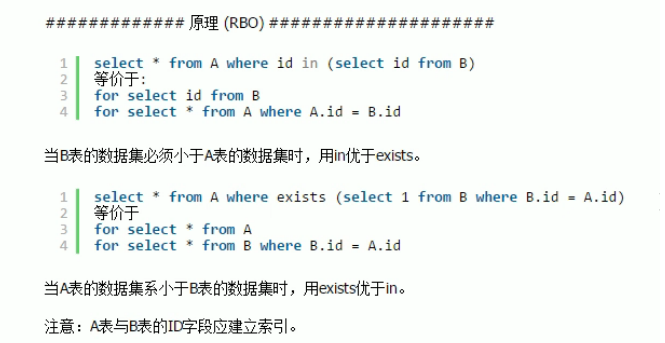 ############# 原理 (RBO) #####################
1 select * from A where id in (select id from B)
2 等价于:
3 for select id from B
4 for select * from A where A.id = B.id
当B表的数据集必须小于A表的数据集时，用in优于exists。
1 select * from A where exists (select 1 from B where B.id = A.id)
2 等价于
3 for select * from A
4 for select * from B where B.id = A.id
当A表的数据集系小于B表的数据集时，用exists优于in。
注意：A表与B表的ID字段应建立索引。